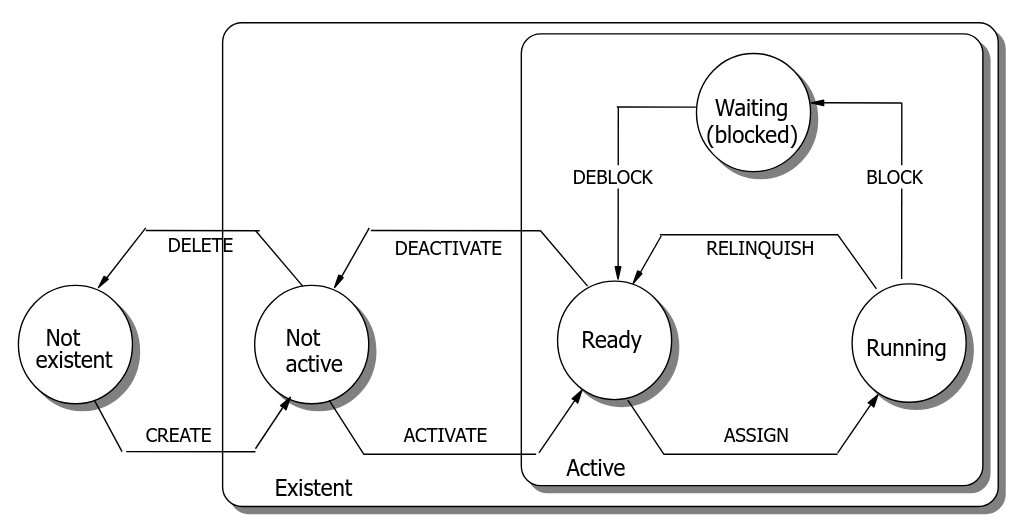 Waiting
(blocked)
DEBLOCK
BLOCK
DELETE
DEACTIVATE
RELINQUISH
Not
existent
Not
active
Ready
Running
CREATE
ACTIVATE
ASSIGN
Active
Existent